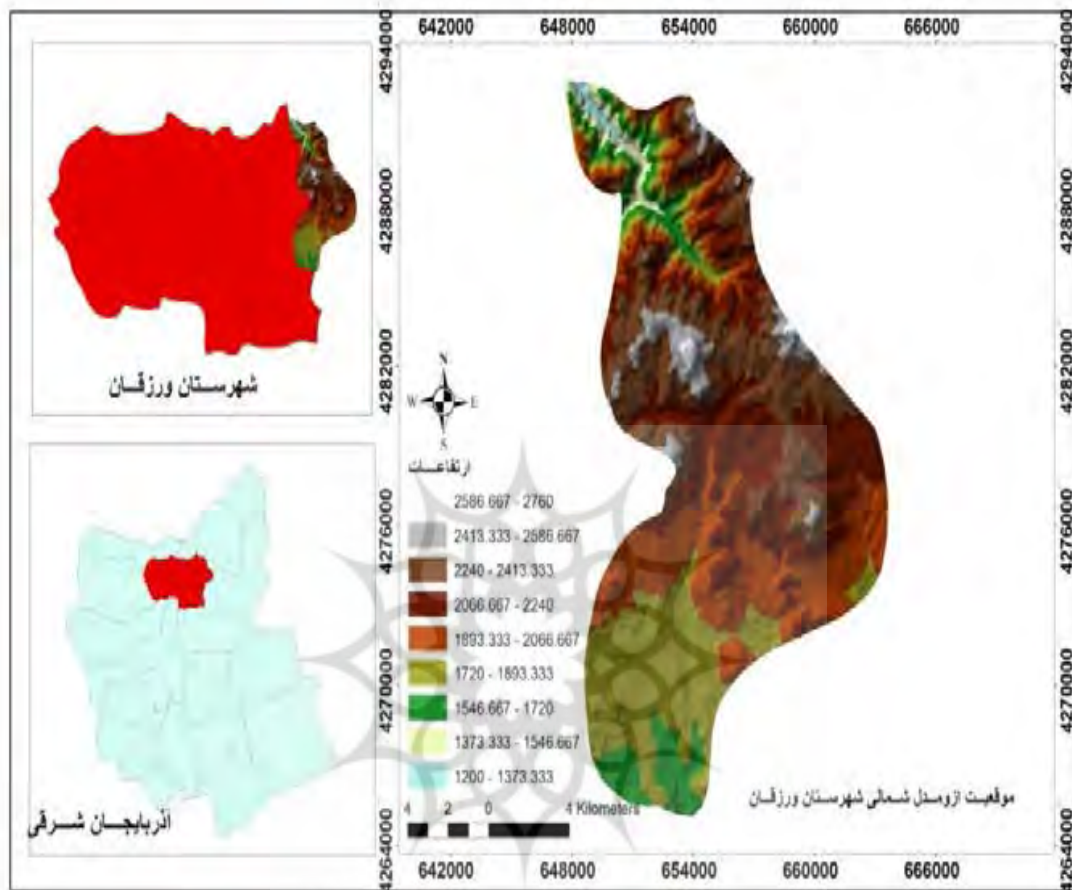 642000 648000 654000 660000 666000
4294000
4288000
4282000
4276000
4270000
4264000
شهرستان ورزقان
آذربایجان شرقی
N
W E
S
ارتفاعات
2586.667 - 2760
2413.333 - 2586.667
2240 - 2413.333
2066.667 - 2240
1893.333 - 2066.667
1720 - 1893.333
1546.667 - 1720
1373.333 - 1546.667
1200 - 1373.333
4 2 0 4 Kilometers
موقعیت ازومدل شمالی شهرستان ورزقان
4294000
4288000
4282000
4276000
4270000
4264000
642000 648000 654000 660000 666000